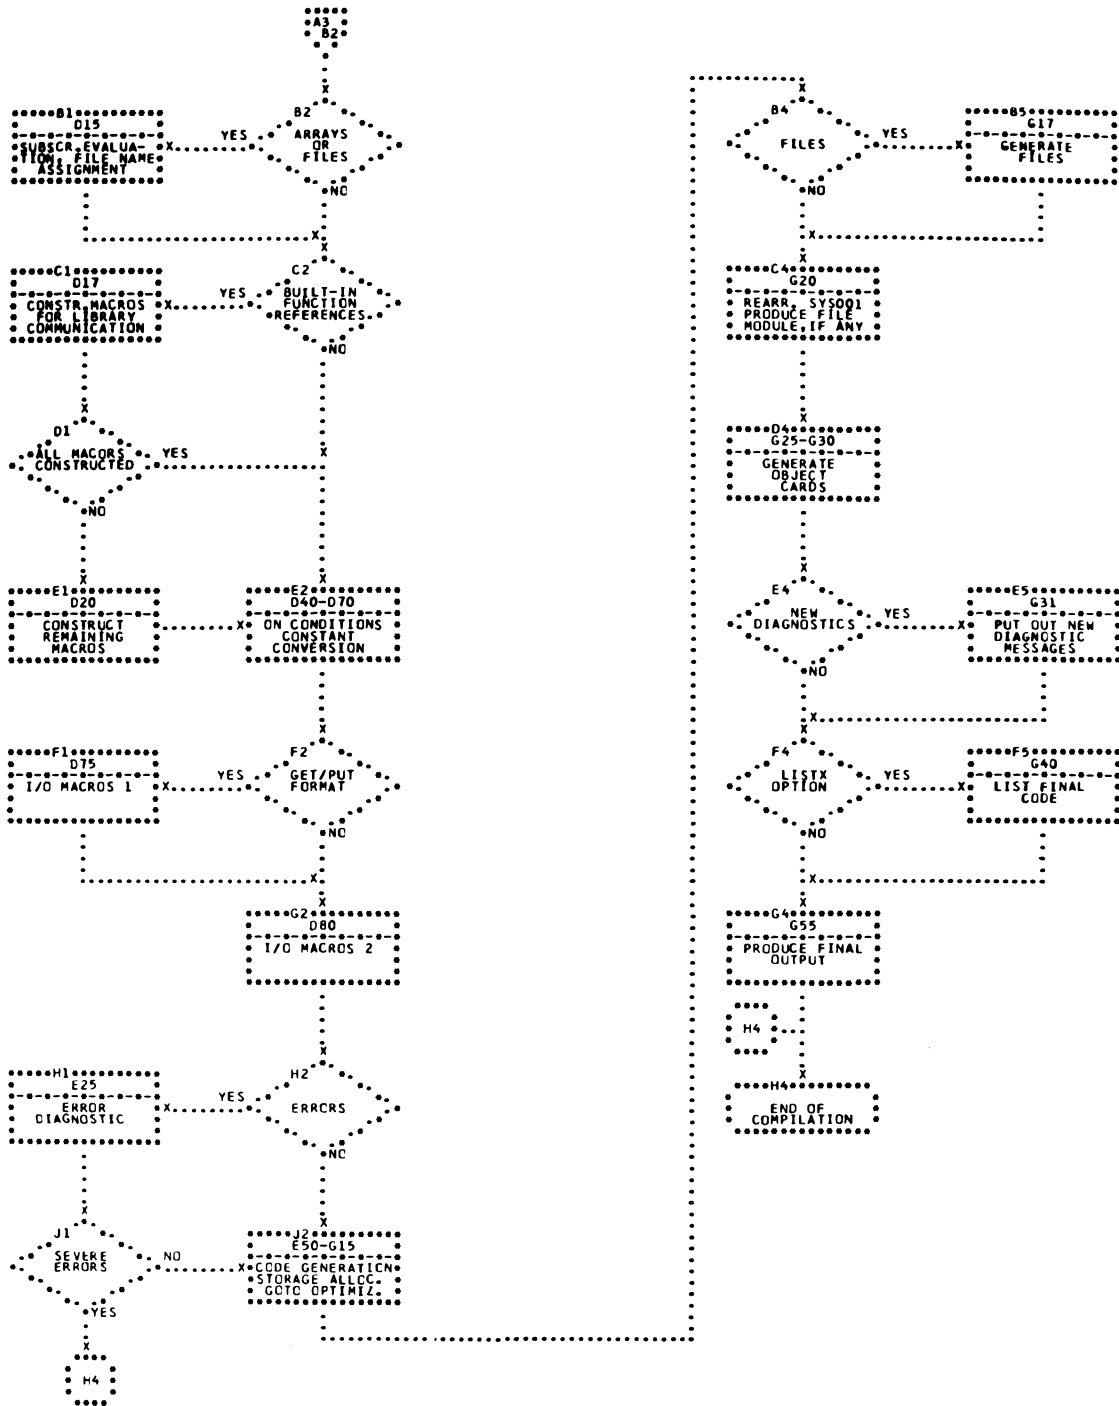 A3
B2
B1
D15
SUBSCR.EVALUA-
TION, FILE NAME
ASSIGNMENT
YES
B2
ARRAYS
OR
FILES
NO
C1
D17
CONSTR.MACROS
FOR LIBRARY
COMMUNICATION
YES
C2
BUILT-IN
FUNCTION
REFERENCES
NO
D1
ALL MACORS
CONSTRUCTED
YES
NO
E1
D20
CONSTRUCT
REMAINING
MACROS
E2
D40-D70
ON CONDITIONS
CONSTANT
CONVERSION
F1
D75
I/O MACROS 1
YES
F2
GET/PUT
FORMAT
NO
G2
D80
I/O MACROS 2
H1
E25
ERROR
DIAGNOSTIC
YES
H2
ERRORS
NO
J1
SEVERE
ERRORS
NO
YES
J2
E50-G15
CODE GENERATION
STORAGE ALLOC.
GOTO OPTIMIZ.
H4
B4
FILES
YES
NO
B5
G17
GENERATE
FILES
C4
G20
REARR. SYS001
PRODUCE FILE
MODULE,IF ANY
D4
G25-G30
GENERATE
OBJECT
CARDS
E4
NEW
DIAGNOSTICS
YES
NO
E5
G31
PUT OUT NEW
DIAGNOSTIC
MESSAGES
F4
LISTX
OPTION
YES
NO
F5
G40
LIST FINAL
CODE
G4
G55
PRODUCE FINAL
OUTPUT
H4
H4
END OF
COMPILATION